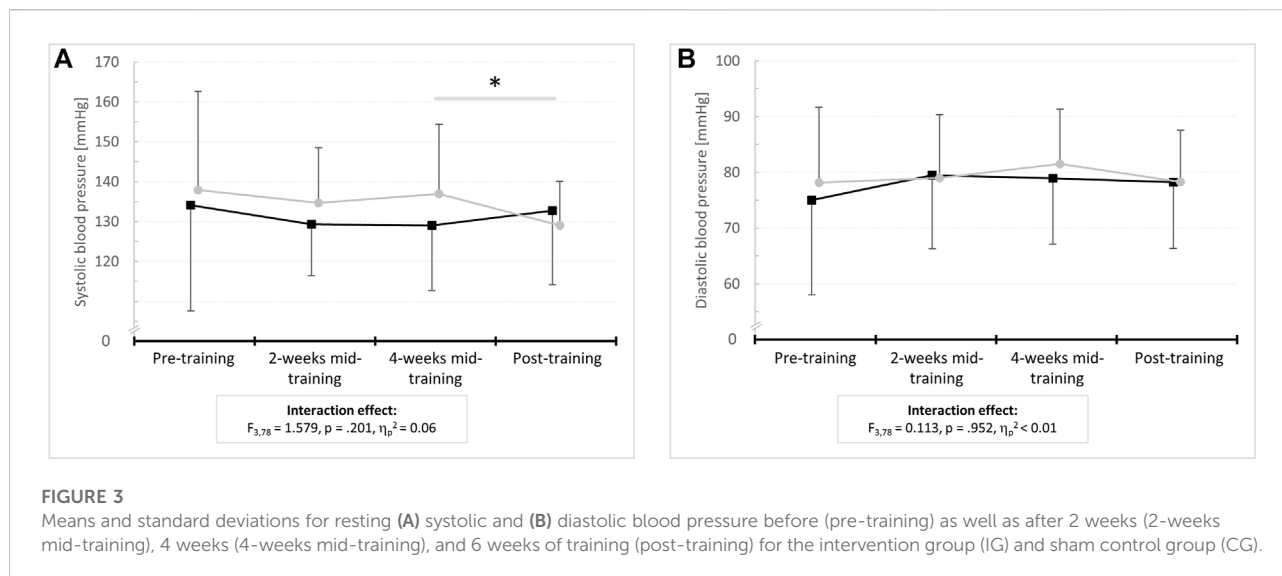 A
170
160
150
140
130
120
0
Systolic blood pressure [mmHg]
*
Pre-training
2-weeks mid-
training
4-weeks mid-
training
Post-training
Interaction effect:
F3,78 = 1.579, p = .201, ηp2 = 0.06
B
100
90
80
70
60
0
Diastolic blood pressure [mmHg]
Pre-training
2-weeks mid-
training
4-weeks mid-
training
Post-training
Interaction effect:
F3,78 = 0.113, p = .952, ηp2 < 0.01
FIGURE 3
Means and standard deviations for resting (A) systolic and (B) diastolic blood pressure before (pre-training) as well as after 2 weeks (2-weeks
mid-training), 4 weeks (4-weeks mid-training), and 6 weeks of training (post-training) for the intervention group (IG) and sham control group (CG).